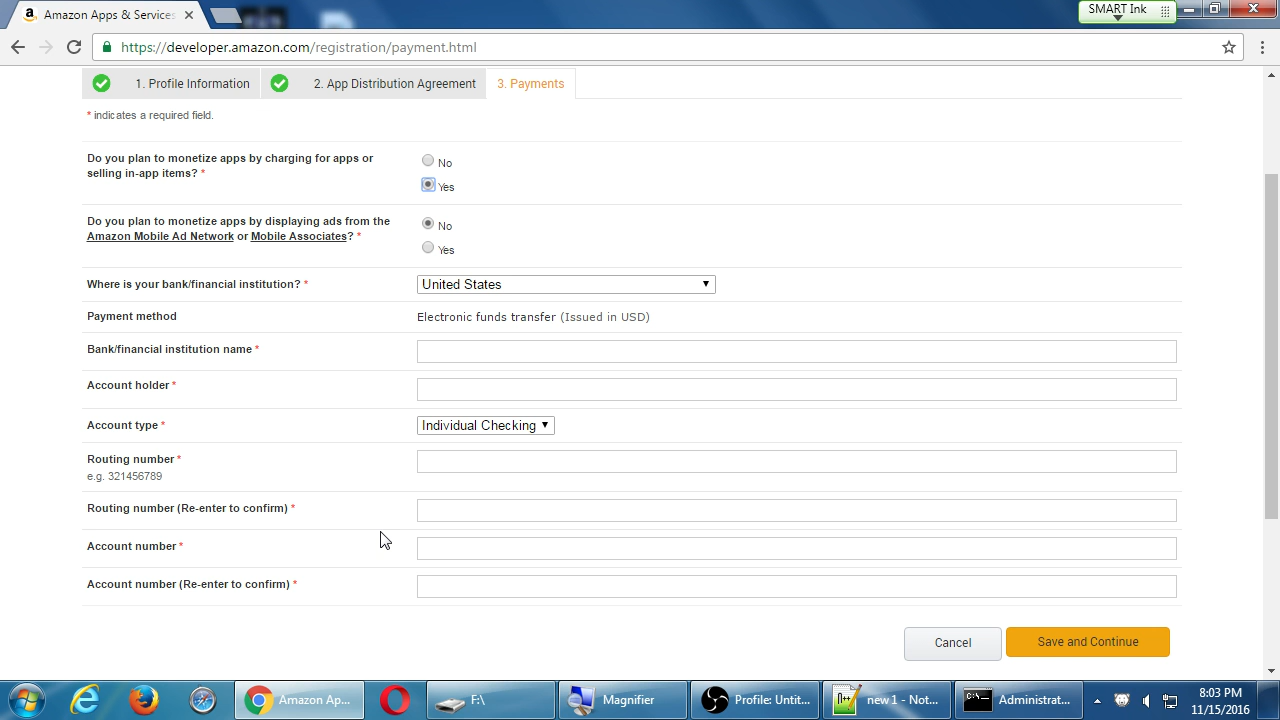 Amazon Apps & Services
SMART Ink
https://developer.amazon.com/registration/payment.html
1. Profile Information
2. App Distribution Agreement
3. Payments
* indicates a required field.
Do you plan to monetize apps by charging for apps or
selling in-app items? *
No
Yes
Do you plan to monetize apps by displaying ads from the
Amazon Mobile Ad Network or Mobile Associates? *
No
Yes
Where is your bank/financial institution? *
United States
Payment method
Electronic funds transfer (Issued in USD)
Bank/financial institution name *
Account holder *
Account type *
Individual Checking
Routing number *
e.g. 321456789
Routing number (Re-enter to confirm) *
Account number *
Account number (Re-enter to confirm) *
Cancel
Save and Continue
Amazon Ap...
F:\
Magnifier
Profile: Untit...
new 1 - Not...
Administrat...
8:03 PM
11/15/2016